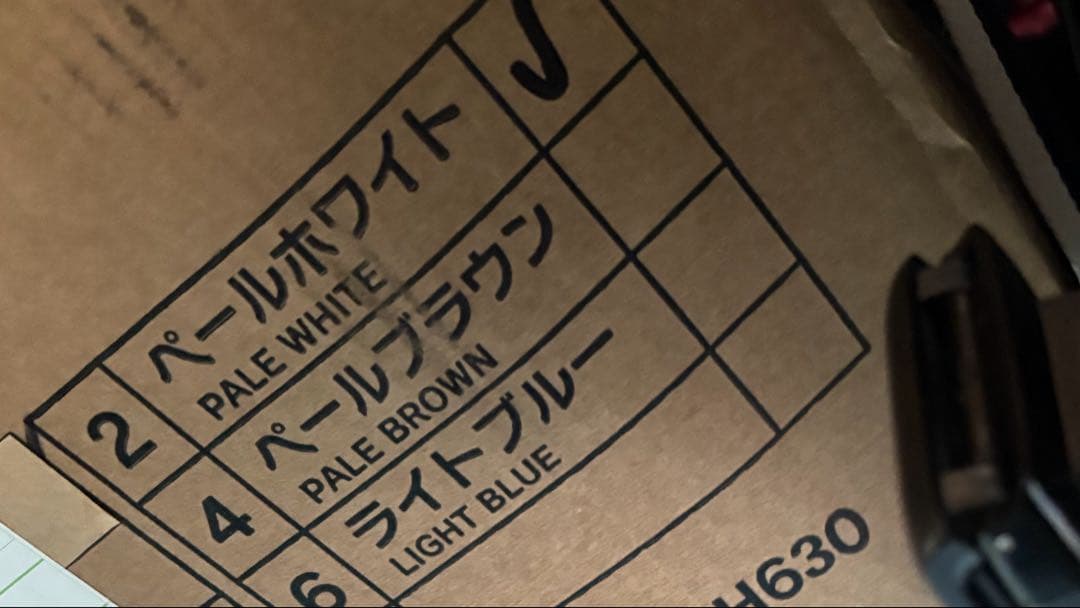 2
ペールホワイト
PALE WHITE
✓
4
ペールブラウン
PALE BROWN
6
ライトブルー
LIGHT BLUE
H630